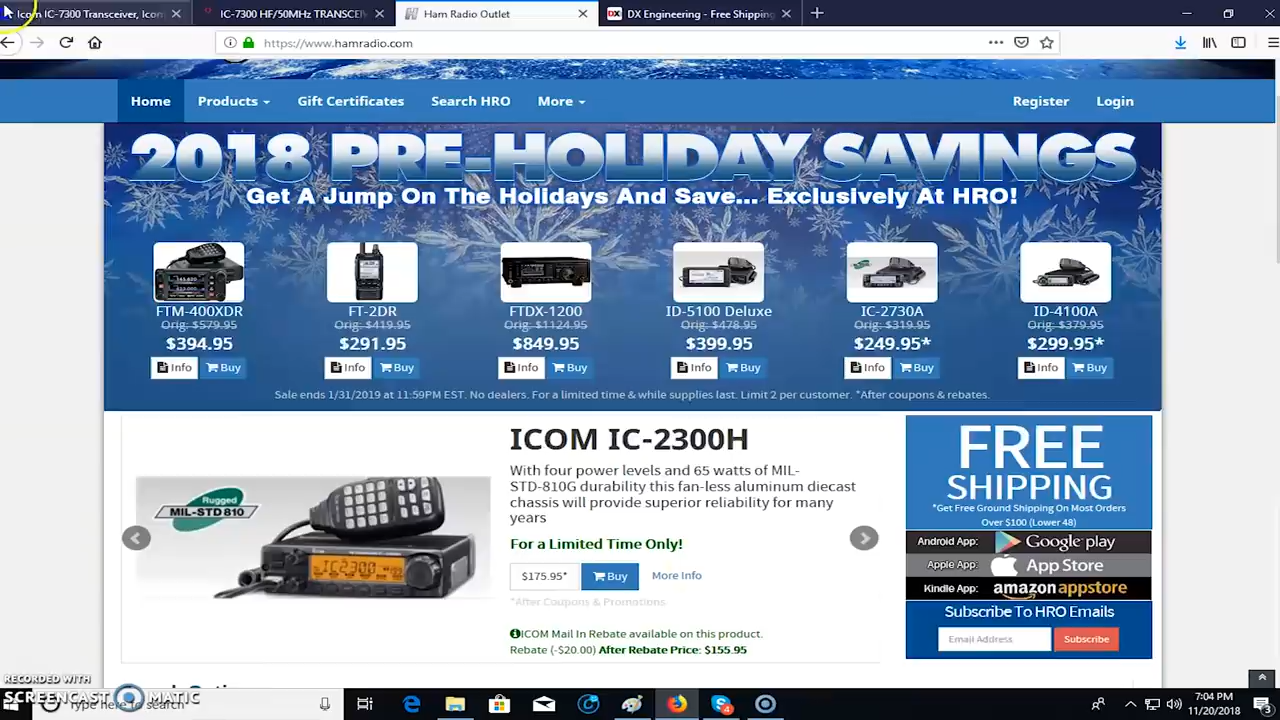 Icom IC-7300 Transceiver, Icom
IC-7300 HF/50MHz TRANSCEIV
Ham Radio Outlet
DX DX Engineering - Free Shipping
https://www.hamradio.com
Home Products Gift Certificates Search HRO More Register Login
2018 PRE-HOLIDAY SAVINGS
Get A Jump On The Holidays And Save... Exclusively At HRO!
FTM-400XDR
Orig: $579.95
$394.95
Info Buy
FT-2DR
Orig: $419.95
$291.95
Info Buy
FTDX-1200
Orig: $1124.95
$849.95
Info Buy
ID-5100 Deluxe
Orig: $478.95
$399.95
Info Buy
IC-2730A
Orig: $319.95
$249.95*
Info Buy
ID-4100A
Orig: $379.95
$299.95*
Info Buy
Sale ends 1/31/2019 at 11:59PM EST. No dealers. For a limited time & while supplies last. Limit 2 per customer. *After coupons & rebates.
Rugged
MIL-STD 810
IC2300
ICOM IC-2300H
With four power levels and 65 watts of MIL-
STD-810G durability this fan-less aluminum diecast
chassis will provide superior reliability for many
years
For a Limited Time Only!
$175.95* Buy More Info
*After Coupons & Promotions.
ICOM Mail In Rebate available on this product.
Rebate (-$20.00) After Rebate Price: $155.95
FREE
SHIPPING
*Get Free Ground Shipping On Most Orders
Over $100 (Lower 48)
Android App: Google play
Apple App: App Store
Kindle App: amazonappstore
Subscribe To HRO Emails
Email Address Subscribe
RECORDED WITH
SCREENCAST MATIC
Type here to search
4
7:04 PM
11/20/2018
3